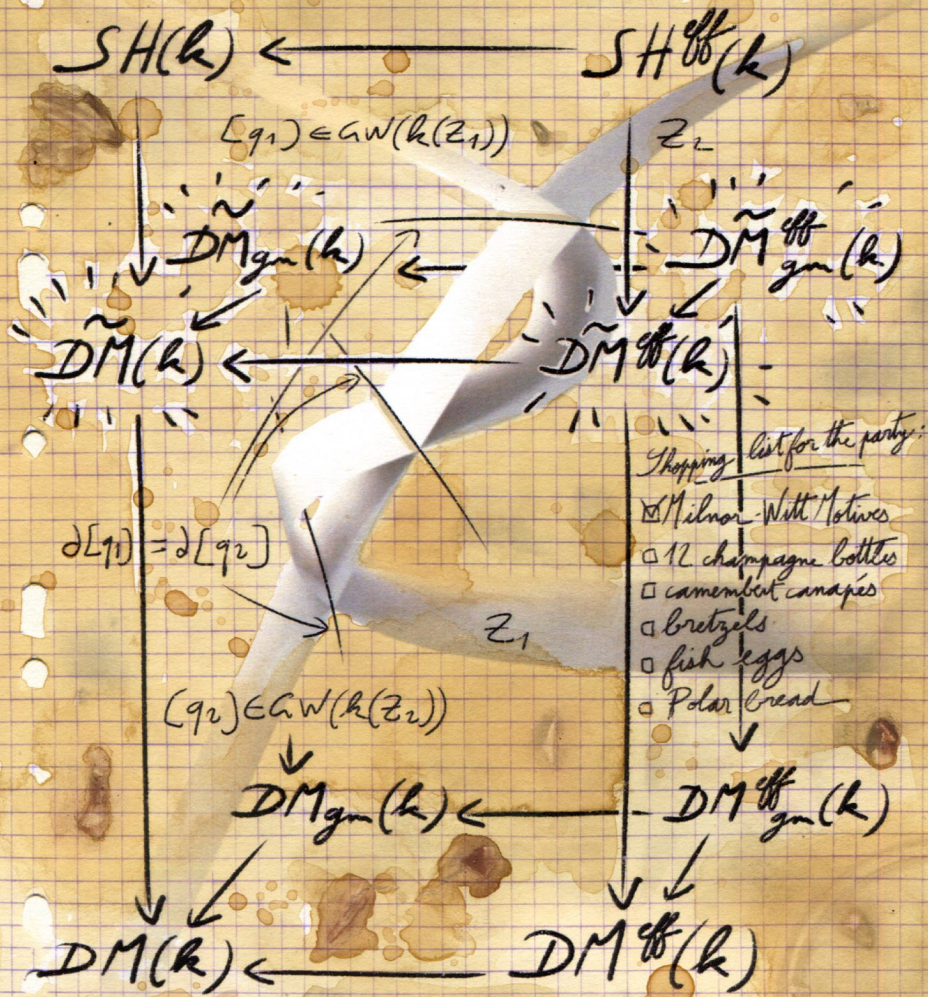 SH(k) ← SH^eff(k)
[q₁] ∈ GW(k(Z₁))
Z₂
D̃M_gm(k) ← D̃M^eff_gm(k)
D̃M(k) ← D̃M^eff(k)
Shopping list for the party:
☑ Milnor-Witt Motives
□ 12 champagne bottles
□ camembert canapés
□ bretzels
□ fish eggs
□ Polar bread
∂[q₁] = ∂[q₂]
Z₁
[q₂] ∈ GW(k(Z₂))
DM_gm(k) ← DM^eff_gm(k)
DM(k) ← DM^eff(k)